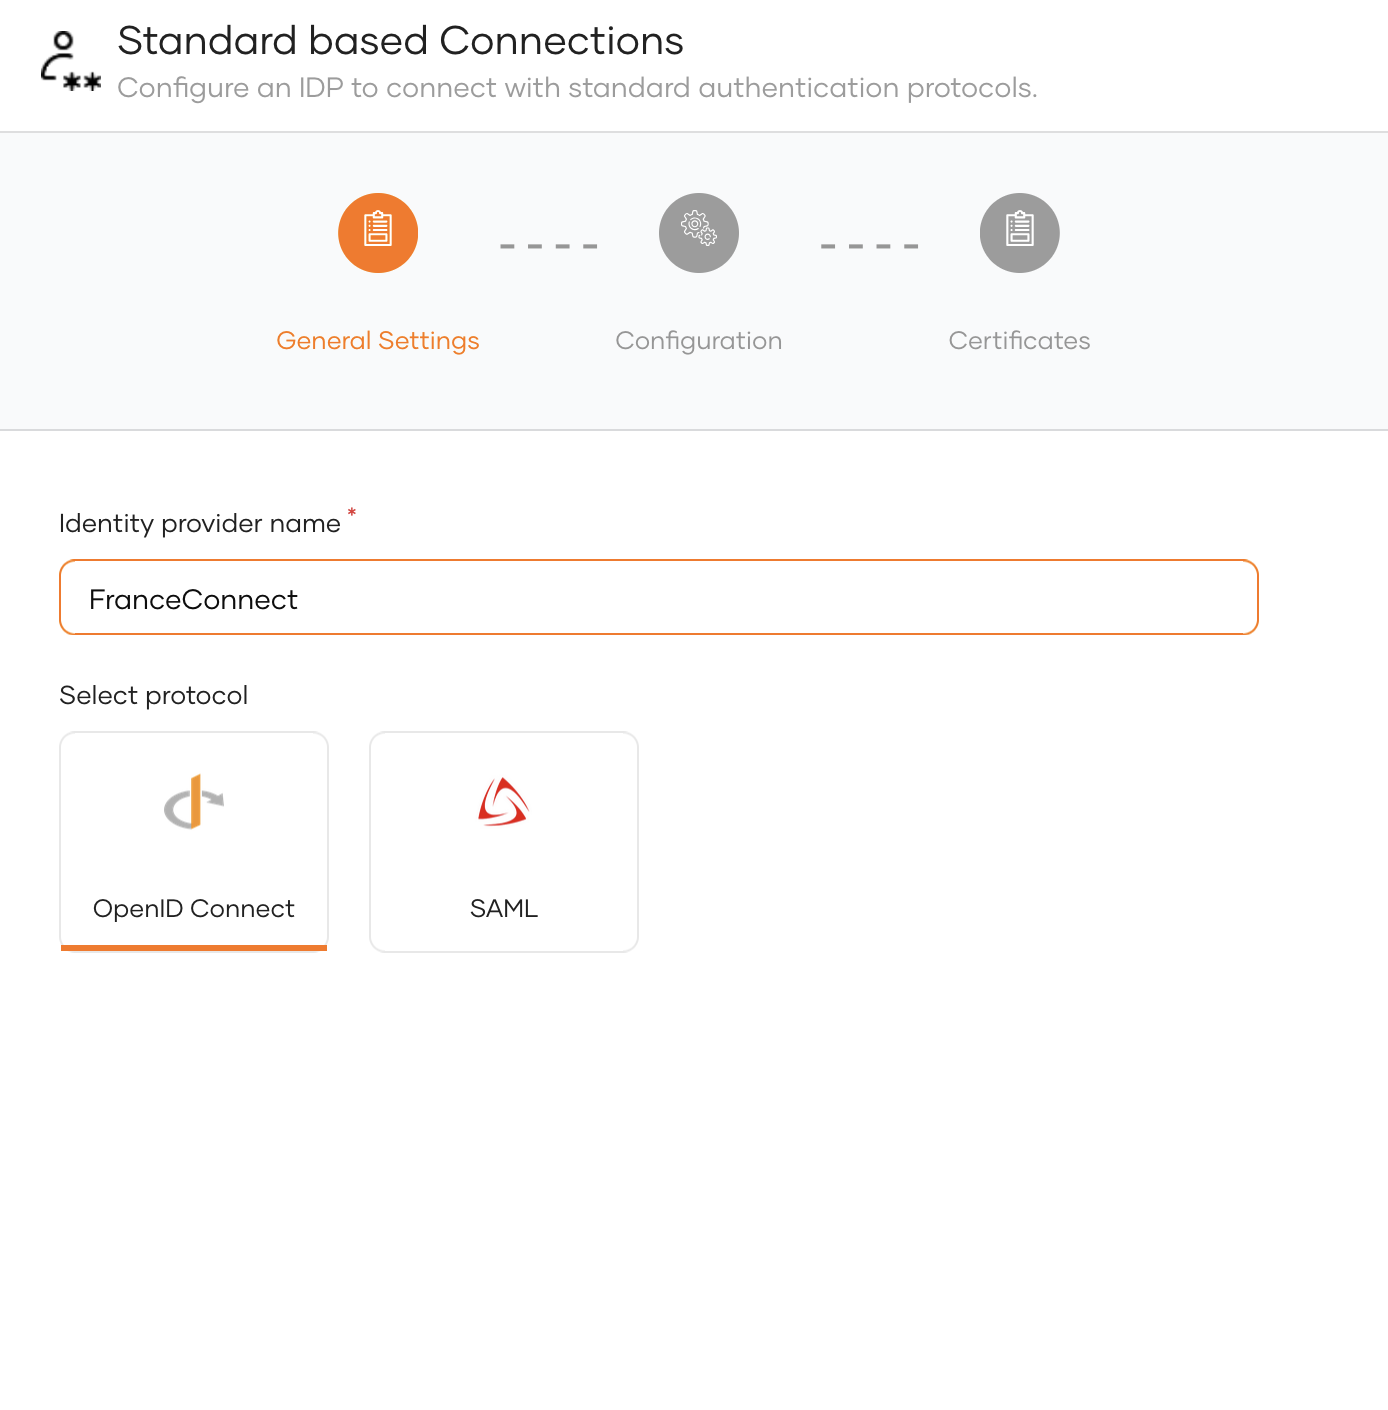 Standard based Connections
Configure an IDP to connect with standard authentication protocols.
General Settings
Configuration
Certificates
Identity provider name *
FranceConnect
Select protocol
OpenID Connect
SAML